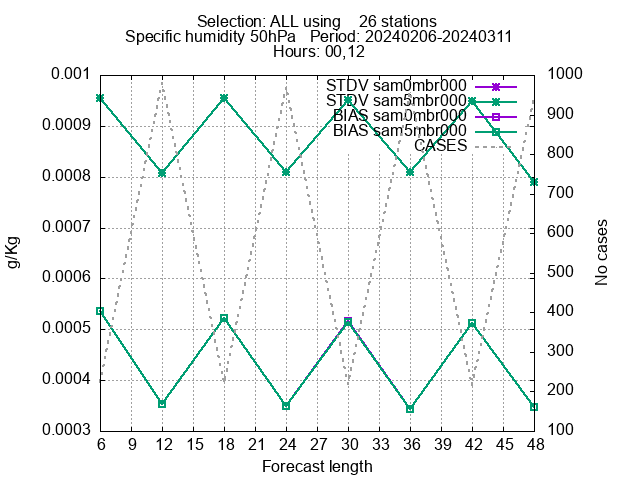 Selection: ALL using 26 stations
Specific humidity 50hPa Period: 20240206-20240311
Hours: 00,12
STDV sam0mbr000
STDV sam5mbr000
BIAS sam0mbr000
BIAS sam5mbr000
CASES
0.001
0.0009
0.0008
0.0007
0.0006
0.0005
0.0004
0.0003
g/Kg
1000
900
800
700
600
500
400
300
200
100
No cases
6 9 12 15 18 21 24 27 30 33 36 39 42 45 48
Forecast length